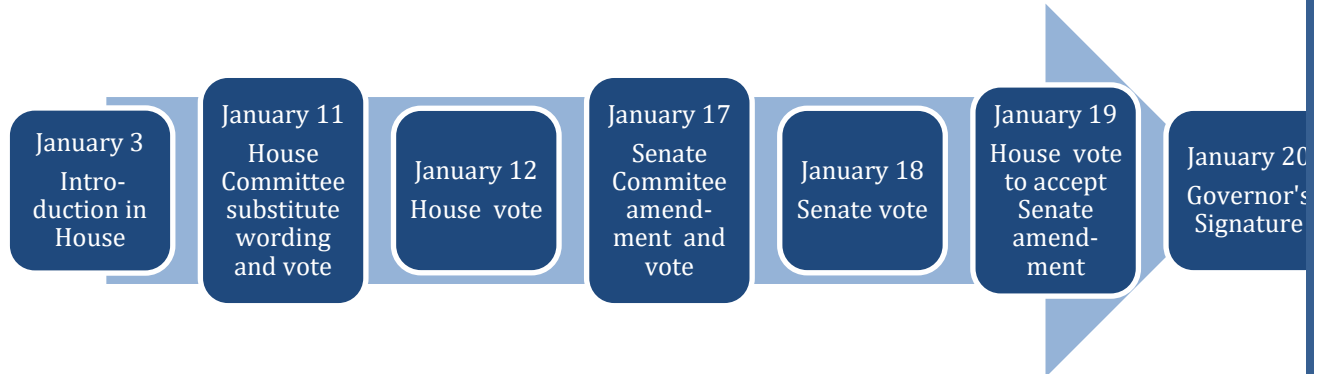 January 3
Intro-
duction in
House
January 11
House
Committee
substitute
wording
and vote
January 12
House vote
January 17
Senate
Commitee
amend-
ment and
vote
January 18
Senate vote
January 19
House vote
to accept
Senate
amend-
ment
January 20
Governor's
Signature